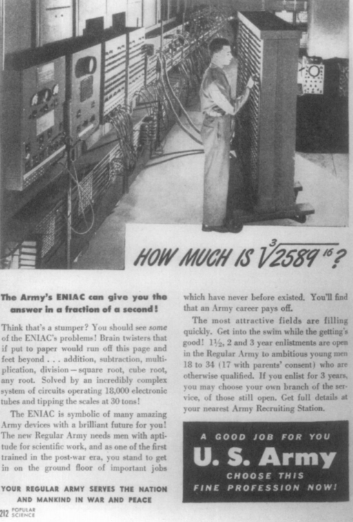 HOW MUCH IS ∛2589¹⁶?
The Army's ENIAC can give you the
answer in a fraction of a second!
Think that's a stumper? You should see some
of the ENIAC's problems! Brain twisters that
if put to paper would run off this page and
feet beyond . . . addition, subtraction, multi-
plication, division—square root, cube root,
any root. Solved by an incredibly complex
system of circuits operating 18,000 electronic
tubes and tipping the scales at 30 tons!
The ENIAC is symbolic of many amazing
Army devices with a brilliant future for you!
The new Regular Army needs men with apti-
tude for scientific work, and as one of the first
trained in the post-war era, you stand to get
in on the ground floor of important jobs
YOUR REGULAR ARMY SERVES THE NATION
AND MANKIND IN WAR AND PEACE
which have never before existed. You'll find
that an Army career pays off.
The most attractive fields are filling
quickly. Get into the swim while the getting's
good! 1½, 2 and 3 year enlistments are open
in the Regular Army to ambitious young men
18 to 34 (17 with parents' consent) who are
otherwise qualified. If you enlist for 3 years,
you may choose your own branch of the ser-
vice, of those still open. Get full details at
your nearest Army Recruiting Station.
A GOOD JOB FOR YOU
U. S. Army
CHOOSE THIS
FINE PROFESSION NOW!
212 POPULAR
SCIENCE